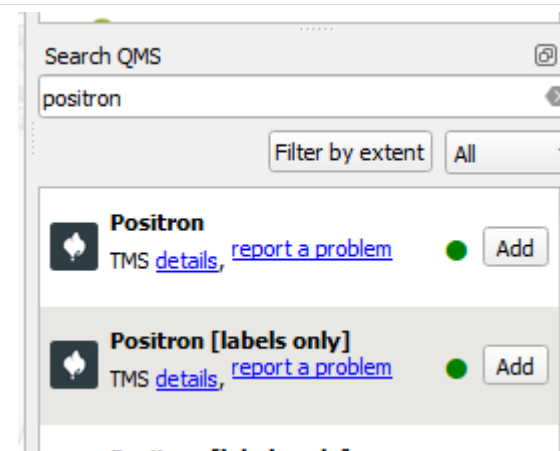 Search QMS
positron
Filter by extent All
Positron
TMS details, report a problem Add
Positron [labels only]
TMS details, report a problem Add